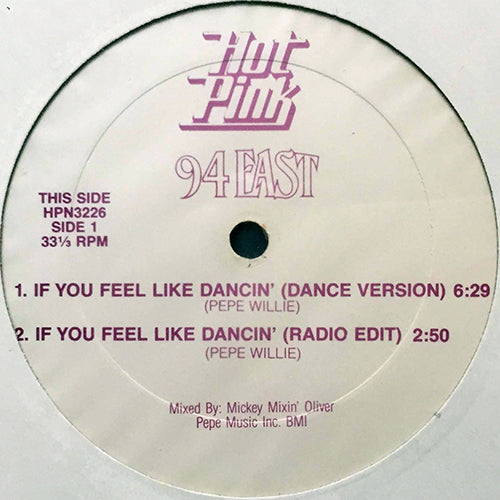 Hot
Pink
94 EAST
THIS SIDE
HPN3226
SIDE 1
33⅓ RPM
1. IF YOU FEEL LIKE DANCIN' (DANCE VERSION) 6:29
(PEPE WILLIE)
2. IF YOU FEEL LIKE DANCIN' (RADIO EDIT) 2:50
(PEPE WILLIE)
Mixed By: Mickey Mixin' Oliver
Pepe Music Inc. BMI